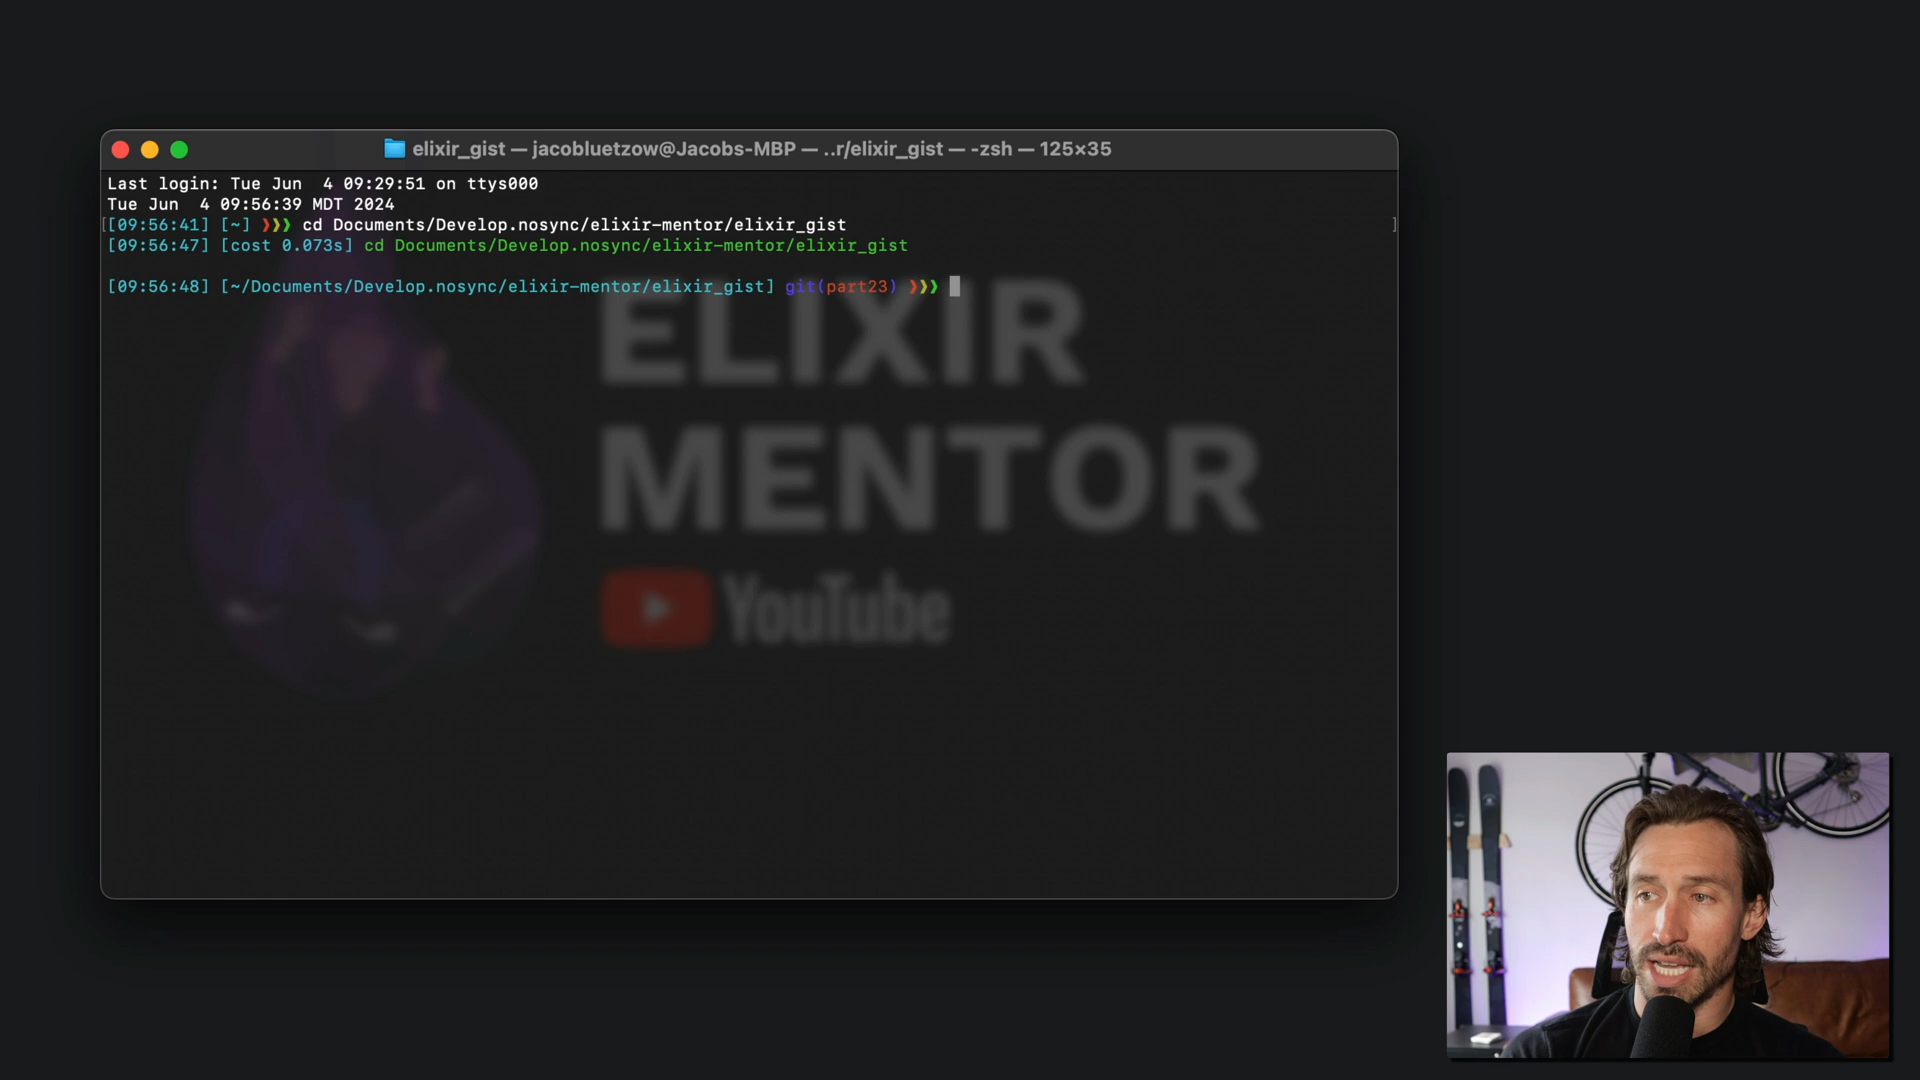 elixir_gist — jacobluetzow@Jacobs-MBP — ..r/elixir_gist — -zsh — 125×35
Last login: Tue Jun  4 09:29:51 on ttys000
Tue Jun  4 09:56:39 MDT 2024
[[09:56:41] [~] ❯❯❯ cd Documents/Develop.nosync/elixir-mentor/elixir_gist ]
[09:56:47] [cost 0.073s] cd Documents/Develop.nosync/elixir-mentor/elixir_gist
[09:56:48] [~/Documents/Develop.nosync/elixir-mentor/elixir_gist] git(part23) ❯❯❯
ELIXIR
MENTOR
YouTube